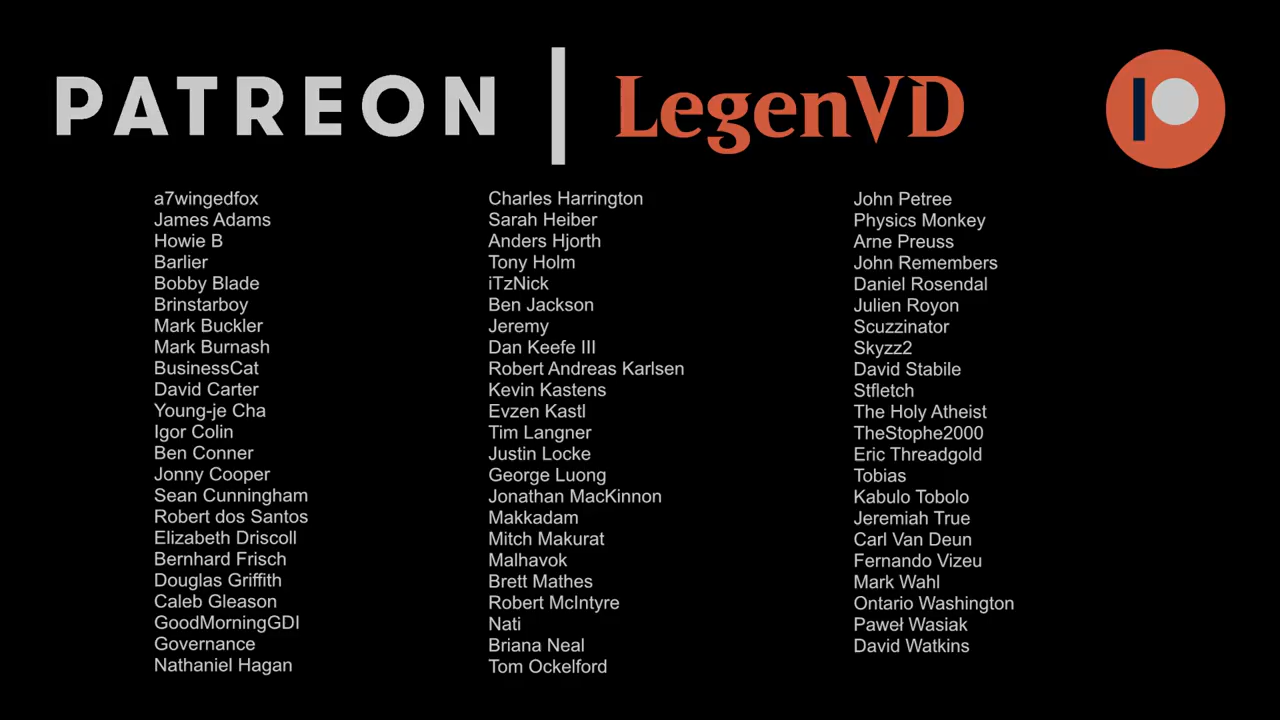 PATREON | LegenVD
a7wingedfox
James Adams
Howie B
Barlier
Bobby Blade
Brinstarboy
Mark Buckler
Mark Burnash
BusinessCat
David Carter
Young-je Cha
Igor Colin
Ben Conner
Jonny Cooper
Sean Cunningham
Robert dos Santos
Elizabeth Driscoll
Bernhard Frisch
Douglas Griffith
Caleb Gleason
GoodMorningGDI
Governance
Nathaniel Hagan
Charles Harrington
Sarah Heiber
Anders Hjorth
Tony Holm
iTzNick
Ben Jackson
Jeremy
Dan Keefe III
Robert Andreas Karlsen
Kevin Kastens
Evzen Kastl
Tim Langner
Justin Locke
George Luong
Jonathan MacKinnon
Makkadam
Mitch Makurat
Malhavok
Brett Mathes
Robert McIntyre
Nati
Briana Neal
Tom Ockelford
John Petree
Physics Monkey
Arne Preuss
John Remembers
Daniel Rosendal
Julien Royon
Scuzzinator
Skyzz2
David Stabile
Stfletch
The Holy Atheist
TheStophe2000
Eric Threadgold
Tobias
Kabulo Tobolo
Jeremiah True
Carl Van Deun
Fernando Vizeu
Mark Wahl
Ontario Washington
Paweł Wasiak
David Watkins